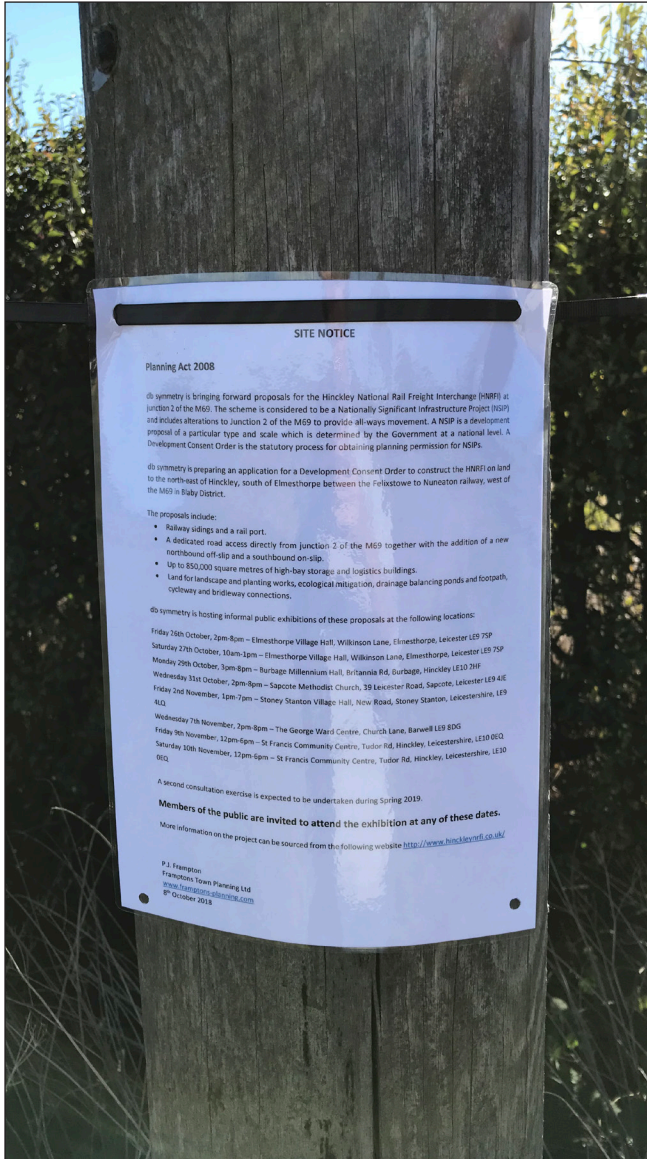 SITE NOTICE
Planning Act 2008
db symmetry is bringing forward proposals for the Hinckley National Rail Freight Interchange (HNRFI) at
junction 2 of the M69. The scheme is considered to be a Nationally Significant Infrastructure Project (NSIP)
and includes alterations to Junction 2 of the M69 to provide all-ways movement. A NSIP is a development
proposal of a particular type and scale which is determined by the Government at a national level. A
Development Consent Order is the statutory process for obtaining planning permission for NSIPs.
db symmetry is preparing an application for a Development Consent Order to construct the HNRFI on land
to the north-east of Hinckley, south of Elmesthorpe between the Felixstowe to Nuneaton railway, west of
the M69 in Blaby District.
The proposals include:
• Railway sidings and a rail port.
• A dedicated road access directly from junction 2 of the M69 together with the addition of a new
northbound off-slip and a southbound on-slip.
• Up to 850,000 square metres of high-bay storage and logistics buildings.
• Land for landscape and planting works, ecological mitigation, drainage balancing ponds and footpath,
cycleway and bridleway connections.
db symmetry is hosting informal public exhibitions of these proposals at the following locations:
Friday 26th October, 2pm-8pm – Elmesthorpe Village Hall, Wilkinson Lane, Elmesthorpe, Leicester LE9 7SP
Saturday 27th October, 10am-1pm – Elmesthorpe Village Hall, Wilkinson Lane, Elmesthorpe, Leicester LE9 7SP
Monday 29th October, 3pm-8pm – Burbage Millennium Hall, Britannia Rd, Burbage, Hinckley LE10 2HF
Wednesday 31st October, 2pm-8pm – Sapcote Methodist Church, 19 Leicester Road, Sapcote, Leicester LE9 4JE
Friday 2nd November, 1pm-7pm – Stoney Stanton Village Hall, New Road, Stoney Stanton, Leicestershire, LE9
4LQ
Wednesday 7th November, 2pm-8pm – The George Ward Centre, Church Lane, Barwell LE9 8DG
Friday 9th November, 12pm-6pm – St Francis Community Centre, Tudor Rd, Hinckley, Leicestershire, LE10 0EQ
Saturday 10th November, 12pm-6pm – St Francis Community Centre, Tudor Rd, Hinckley, Leicestershire, LE10
0EQ
A second consultation exercise is expected to be undertaken during Spring 2019.
Members of the public are invited to attend the exhibition at any of these dates.
More information on the project can be sourced from the following website http://www.hinckleynrfi.co.uk/
P.J. Frampton
Framptons Town Planning Ltd
www.framptons-planning.com
8th October 2018